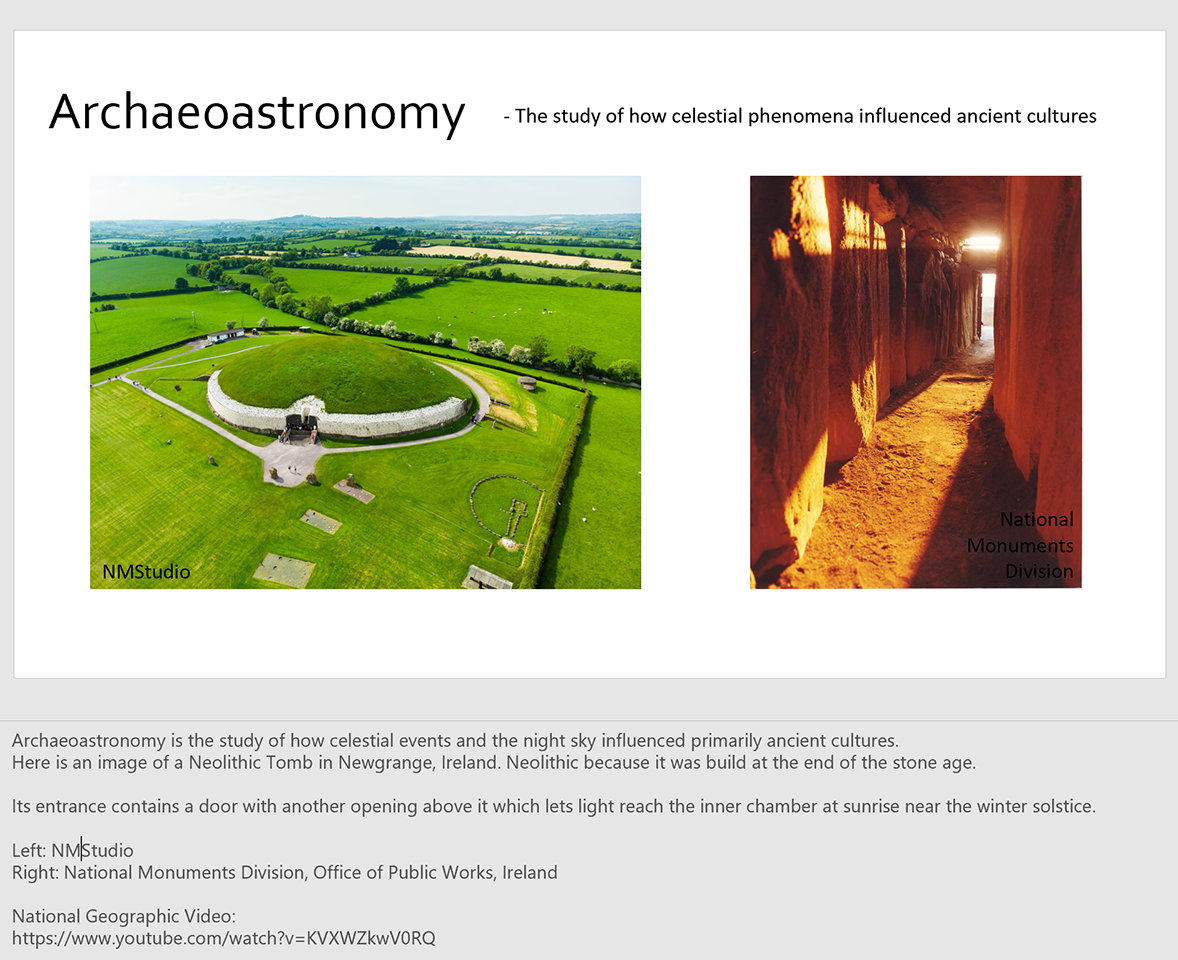 Archaeoastronomy
- The study of how celestial phenomena influenced ancient cultures
NMStudio
National
Monuments
Division
Archaeoastronomy is the study of how celestial events and the night sky influenced primarily ancient cultures.
Here is an image of a Neolithic Tomb in Newgrange, Ireland. Neolithic because it was build at the end of the stone age.
Its entrance contains a door with another opening above it which lets light reach the inner chamber at sunrise near the winter solstice.
Left: NMStudio
Right: National Monuments Division, Office of Public Works, Ireland
National Geographic Video:
https://www.youtube.com/watch?v=KVXWZkwV0RQ